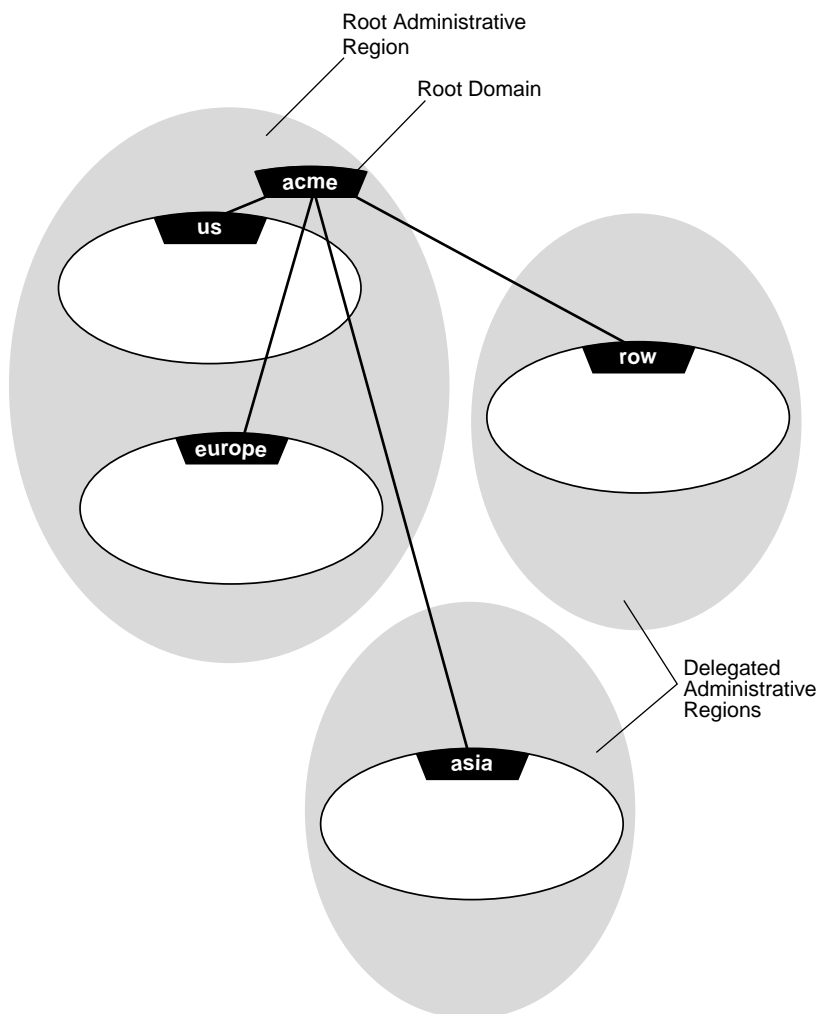 Root Administrative
Region
Root Domain
acme
us
row
europe
Delegated
Administrative
Regions
asia